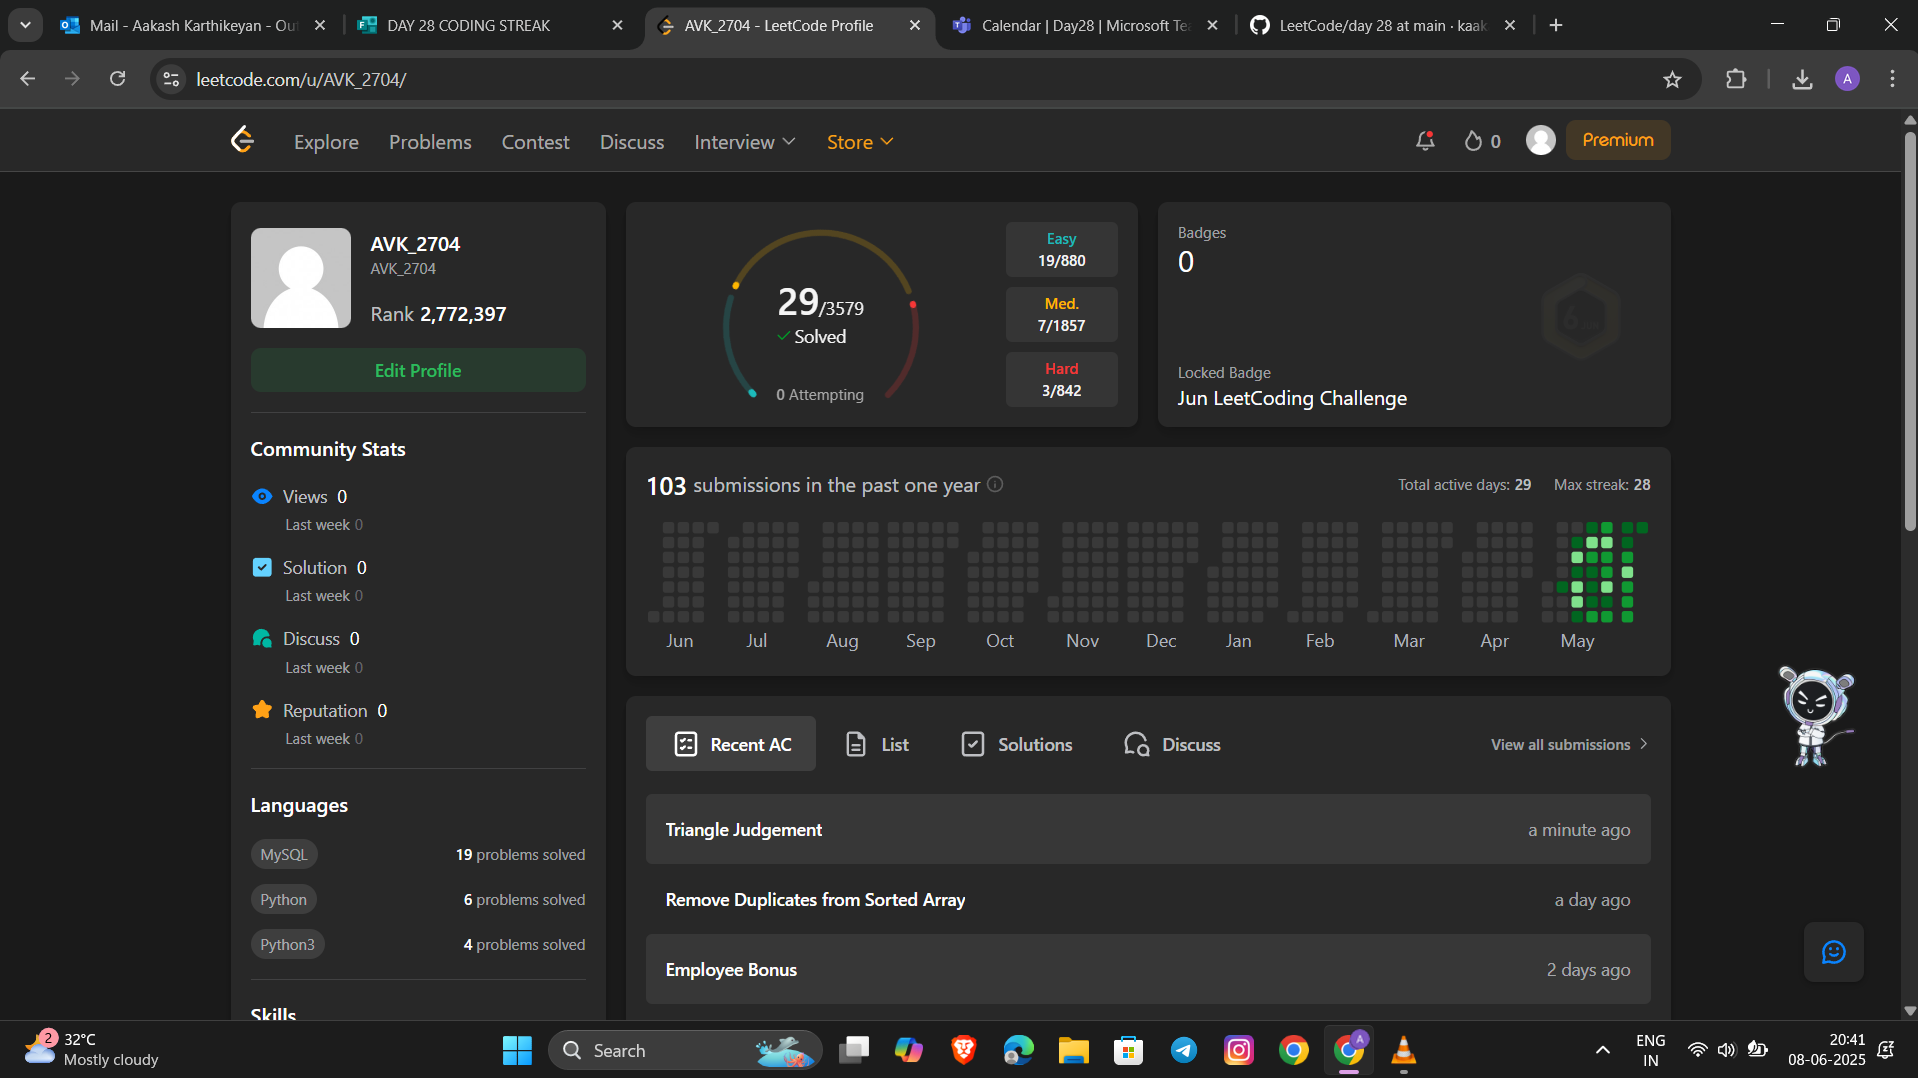 Mail - Aakash Karthikeyan - Out
DAY 28 CODING STREAK
AVK_2704 - LeetCode Profile
Calendar | Day28 | Microsoft Tea
LeetCode/day 28 at main · kaak
leetcode.com/u/AVK_2704/
A
Explore
Problems
Contest
Discuss
Interview
Store
0
Premium
AVK_2704
AVK_2704
Rank 2,772,397
Edit Profile
Community Stats
Views 0
Last week 0
Solution 0
Last week 0
Discuss 0
Last week 0
Reputation 0
Last week 0
Languages
MySQL
19 problems solved
Python
6 problems solved
Python3
4 problems solved
Skills
29/3579
Solved
0 Attempting
Easy
19/880
Med.
7/1857
Hard
3/842
Badges
0
Locked Badge
Jun LeetCoding Challenge
103 submissions in the past one year
Total active days: 29
Max streak: 28
Jun
Jul
Aug
Sep
Oct
Nov
Dec
Jan
Feb
Mar
Apr
May
Recent AC
List
Solutions
Discuss
View all submissions
Triangle Judgement
a minute ago
Remove Duplicates from Sorted Array
a day ago
Employee Bonus
2 days ago
2
32°C
Mostly cloudy
Search
A
ENG
IN
20:41
08-06-2025